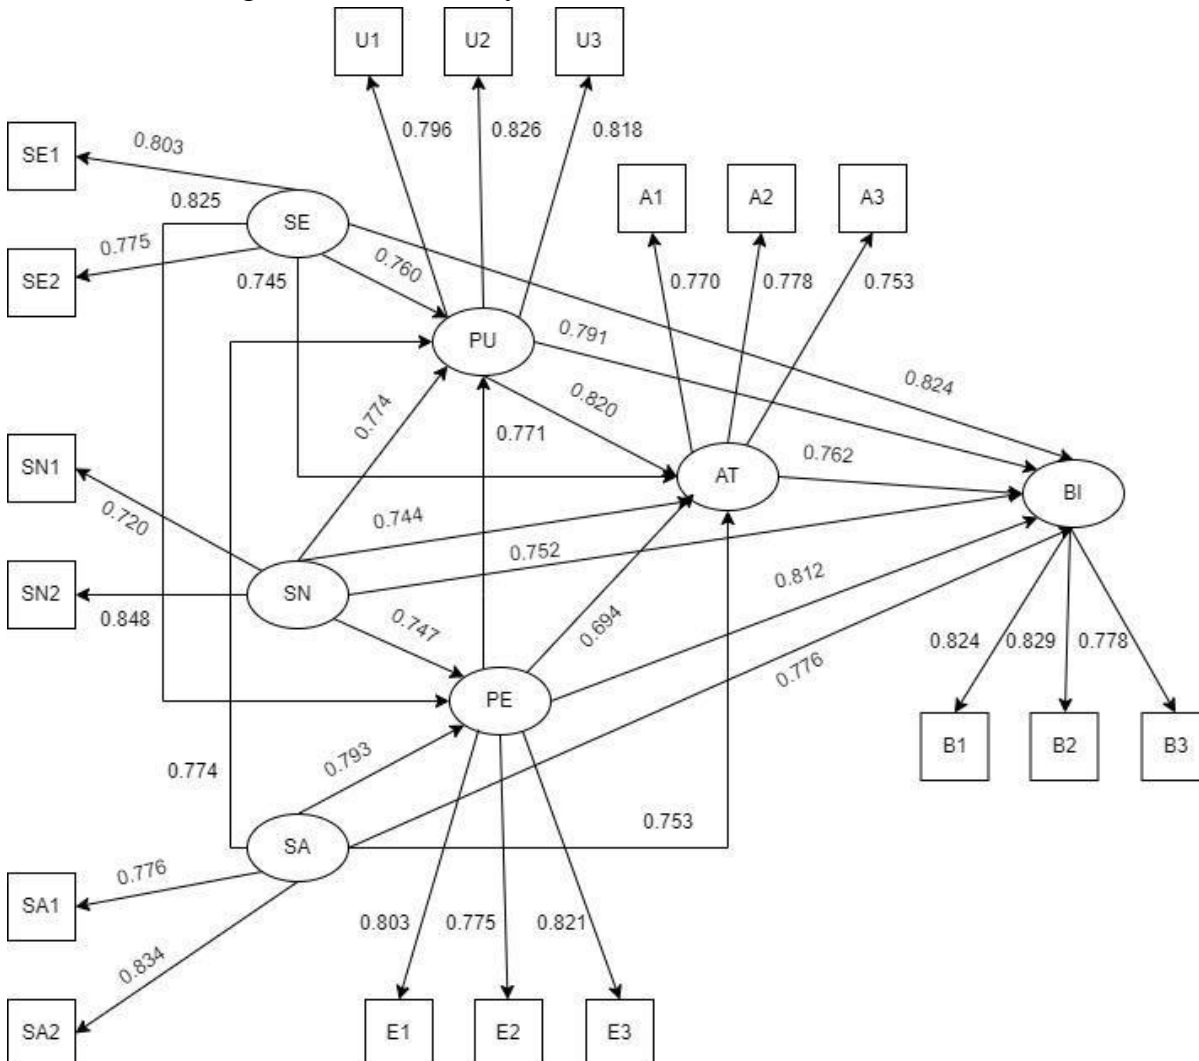 U1 U2 U3
0.796 0.826 0.818
SE1 0.803
0.825 SE
SE2 0.775
0.745 0.760
A1 A2 A3
0.770 0.778 0.753
PU 0.791
0.824
0.774 0.771 0.820
SN1 0.720
AT 0.762 BI
0.744 0.752
SN2 0.848 SN
0.747 0.694 0.812
0.776
PE
0.824 0.829 0.778
B1 B2 B3
0.774 0.793
SA 0.753
SA1 0.776
0.803 0.775 0.821
SA2 0.834
E1 E2 E3